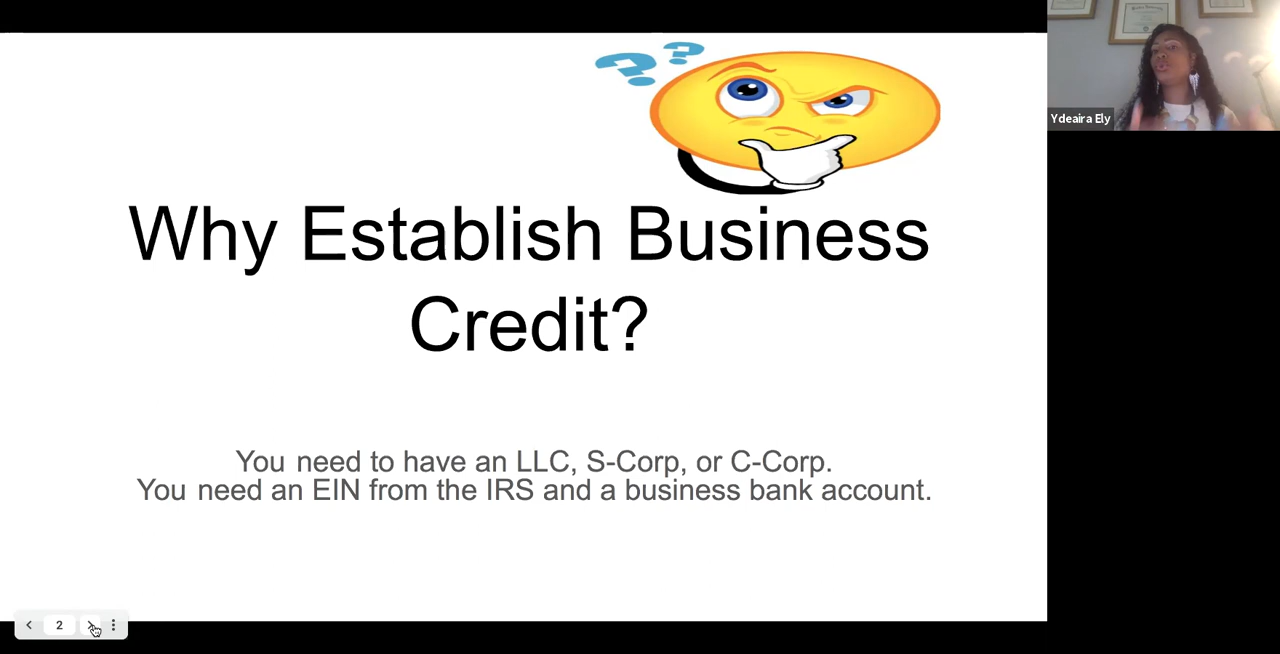 ? ?
Why Establish Business
Credit?
You need to have an LLC, S-Corp, or C-Corp.
You need an EIN from the IRS and a business bank account.
Ydeaira Ely
2